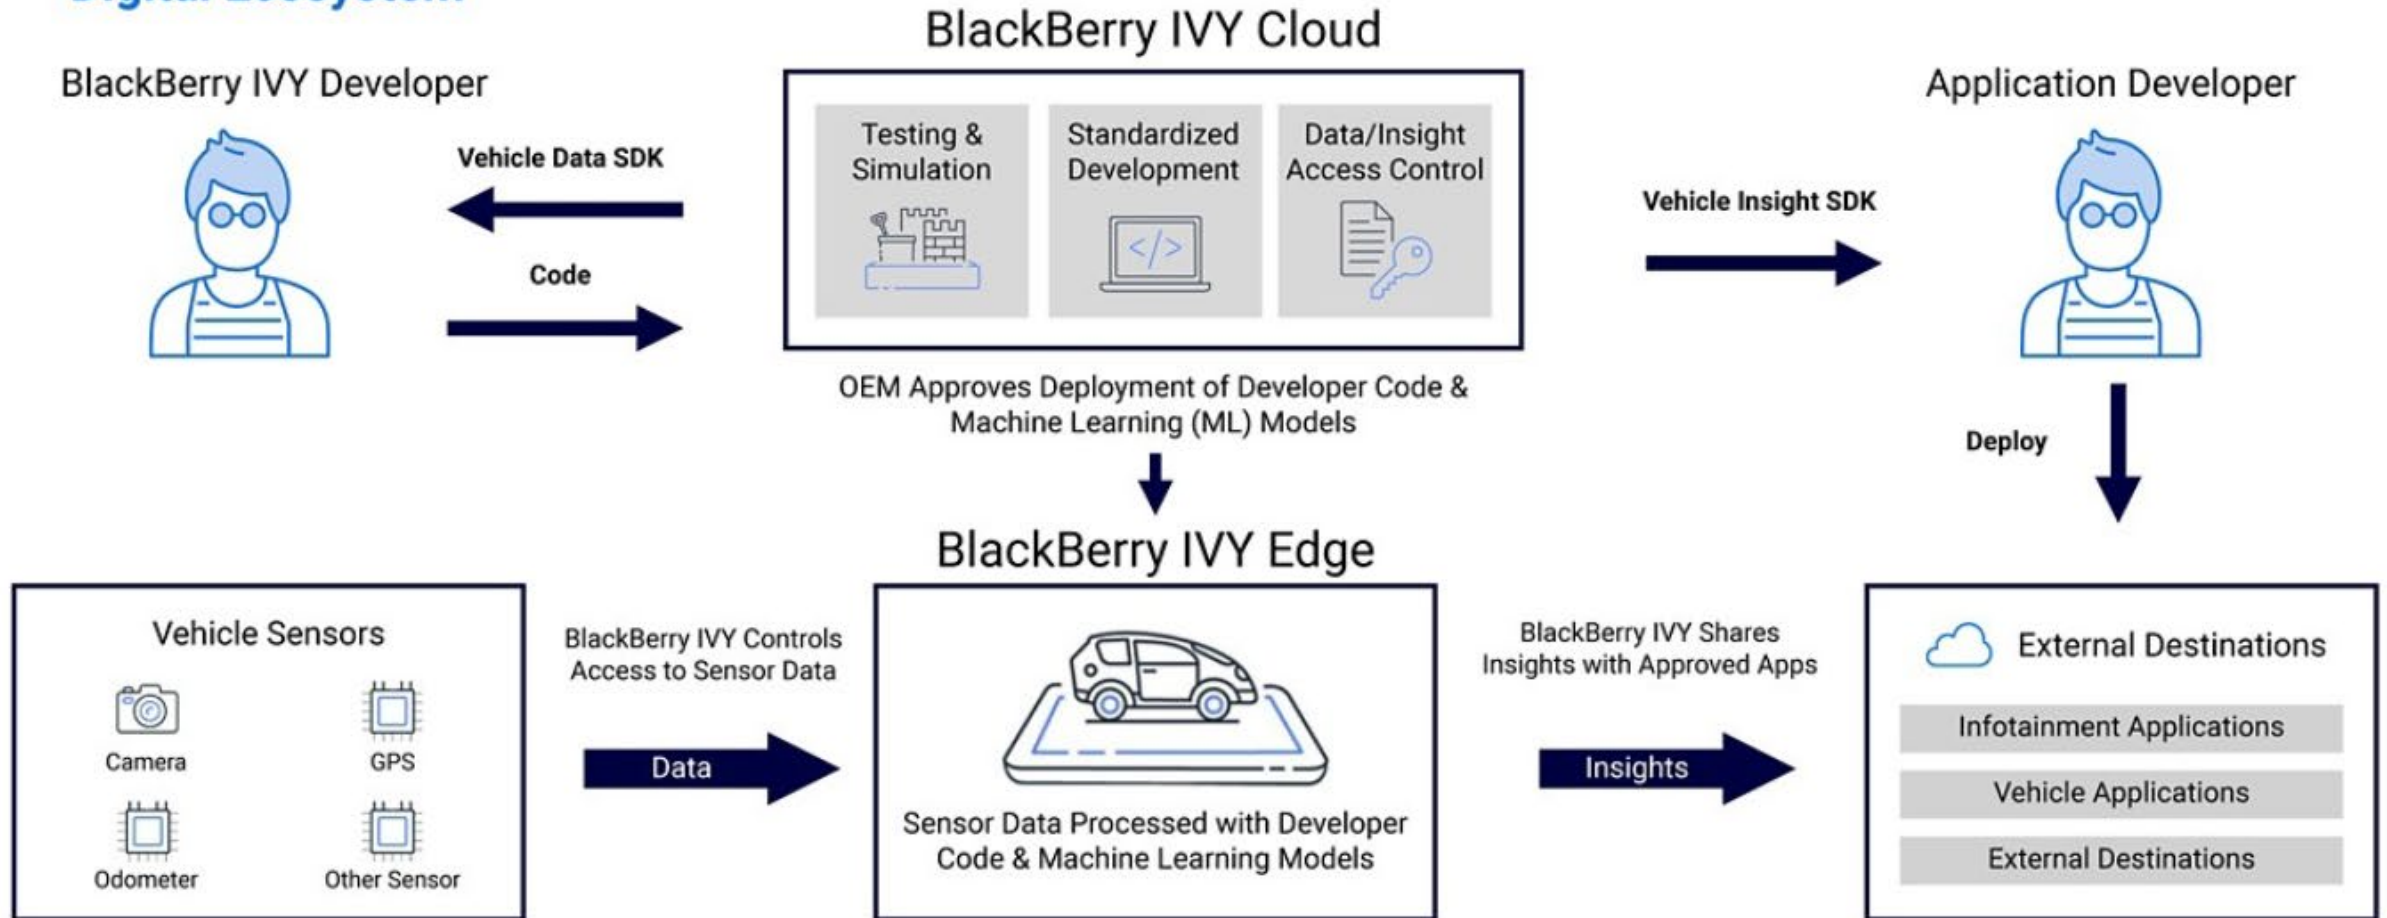 Digital Ecosystem
BlackBerry IVY Cloud
BlackBerry IVY Developer
Application Developer
Vehicle Data SDK
Code
Testing &
Simulation
Standardized
Development
Data/Insight
Access Control
Vehicle Insight SDK
OEM Approves Deployment of Developer Code &
Machine Learning (ML) Models
Deploy
BlackBerry IVY Edge
Vehicle Sensors
Camera
GPS
Odometer
Other Sensor
BlackBerry IVY Controls
Access to Sensor Data
Data
Sensor Data Processed with Developer
Code & Machine Learning Models
BlackBerry IVY Shares
Insights with Approved Apps
Insights
External Destinations
Infotainment Applications
Vehicle Applications
External Destinations